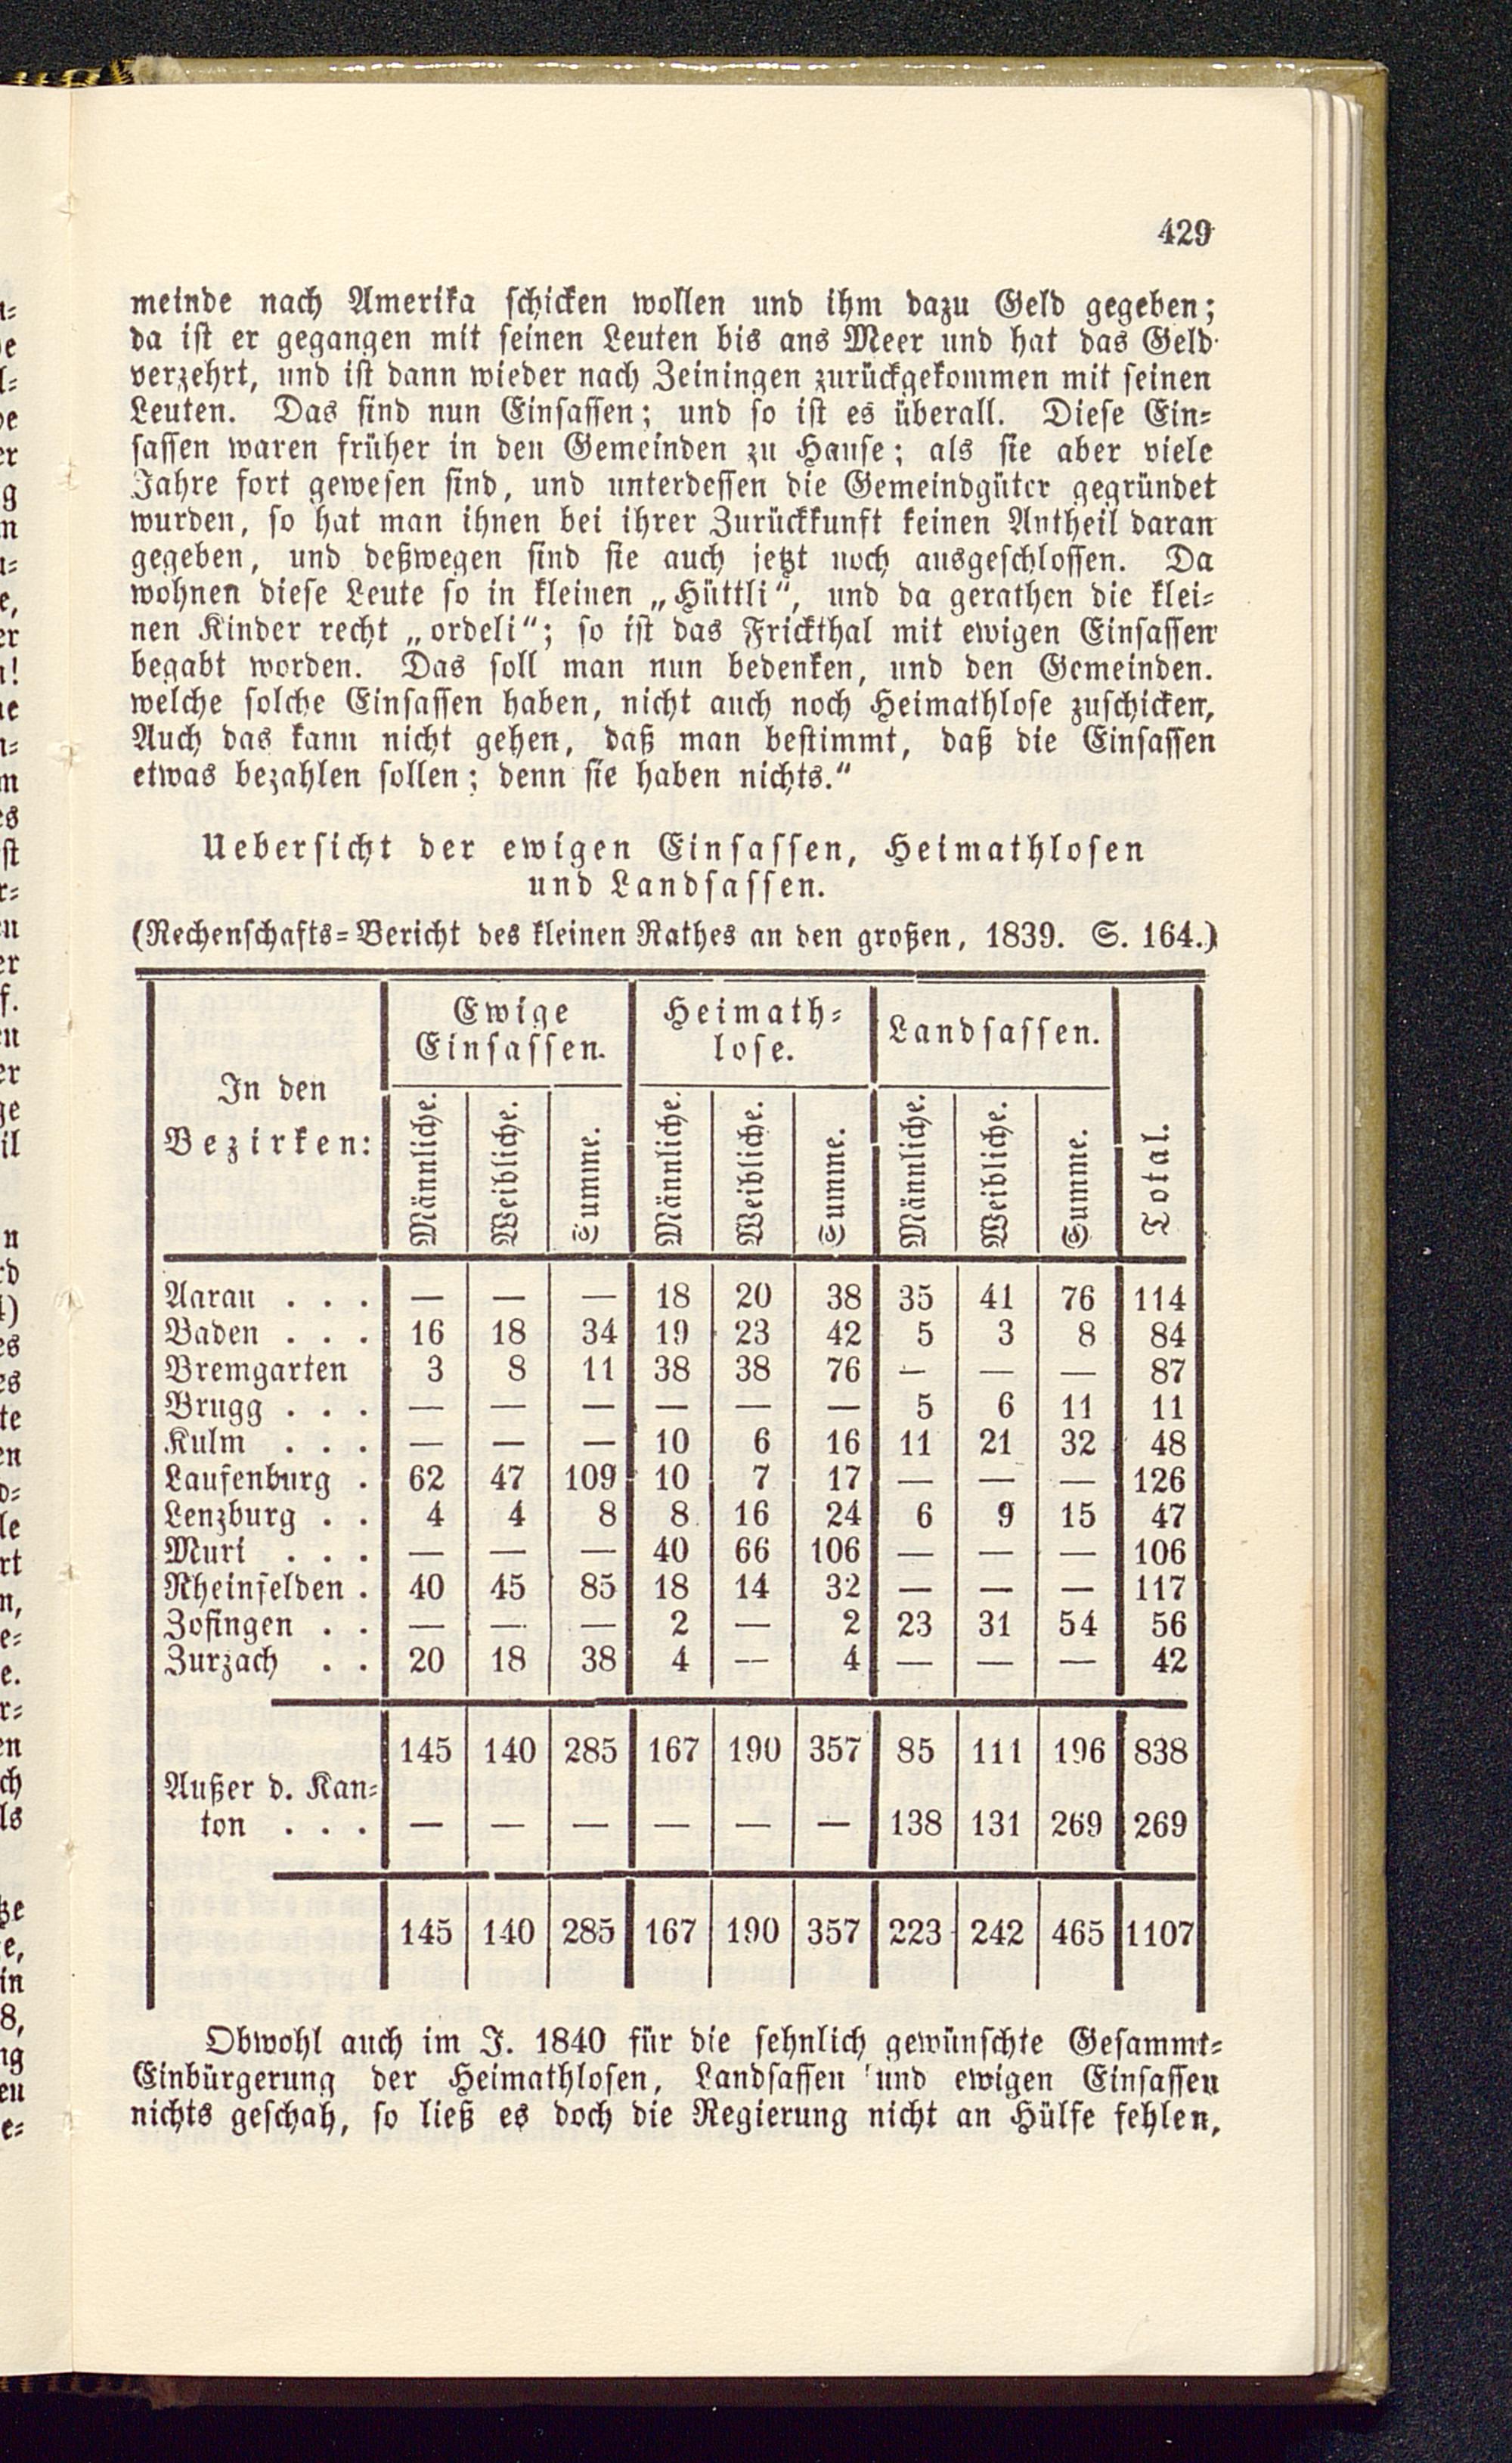 429
meinde nach Amerika schicken wollen und ihm dazu Geld gegeben;
da ist er gegangen mit seinen Leuten bis ans Meer und hat das Geld
verzehrt, und ist dann wieder nach Zeiningen zurückgekommen mit seinen
Leuten. Das sind nun Einsassen; und so ist es überall. Diese Ein=
sassen waren früher in den Gemeinden zu Hause; als sie aber viele
Jahre fort gewesen sind, und unterdessen die Gemeindgüter gegründet
wurden, so hat man ihnen bei ihrer Zurückkunft keinen Antheil daran
gegeben, und deßwegen sind sie auch jetzt noch ausgeschlossen. Da
wohnen diese Leute so in kleinen „Hüttli“, und da gerathen die klei=
nen Kinder recht „ordeli“; so ist das Frickthal mit ewigen Einsassen
begabt worden. Das soll man nun bedenken, und den Gemeinden.
welche solche Einsassen haben, nicht auch noch Heimathlose zuschicken,
Auch das kann nicht gehen, daß man bestimmt, daß die Einsassen
etwas bezahlen sollen; denn sie haben nichts.“
Uebersicht der ewigen Einsassen, Heimathlosen
und Landsassen.
(Rechenschafts=Bericht des kleinen Rathes an den großen, 1839. S. 164.)
In den
Bezirken:
Ewige
Einsassen.
Heimath=
lose.
Landsassen.
Männliche. Weibliche. Summe. Männliche. Weibliche. Summe. Männliche. Weibliche. Summe. Total.
Aarau . . . — — — 18 20 38 35 41 76 114
Baden . . . 16 18 34 19 23 42 5 3 8 84
Bremgarten 3 8 11 38 38 76 — — — 87
Brugg . . . — — — — — — 5 6 11 11
Kulm . . . — — — 10 6 16 11 21 32 48
Laufenburg . 62 47 109 10 7 17 — — — 126
Lenzburg . . 4 4 8 8 16 24 6 9 15 47
Muri . . . — — — 40 66 106 — — — 106
Rheinfelden . 40 45 85 18 14 32 — — — 117
Zofingen . . — — — 2 — 2 23 31 54 56
Zurzach . . 20 18 38 4 — 4 — — — 42
145 140 285 167 190 357 85 111 196 838
Außer d. Kan=
ton . . . — — — — — — 138 131 269 269
145 140 285 167 190 357 223 242 465 1107
Obwohl auch im J. 1840 für die sehnlich gewünschte Gesammt=
Einbürgerung der Heimathlosen, Landsassen und ewigen Einsassen
nichts geschah, so ließ es doch die Regierung nicht an Hülfe fehlen,